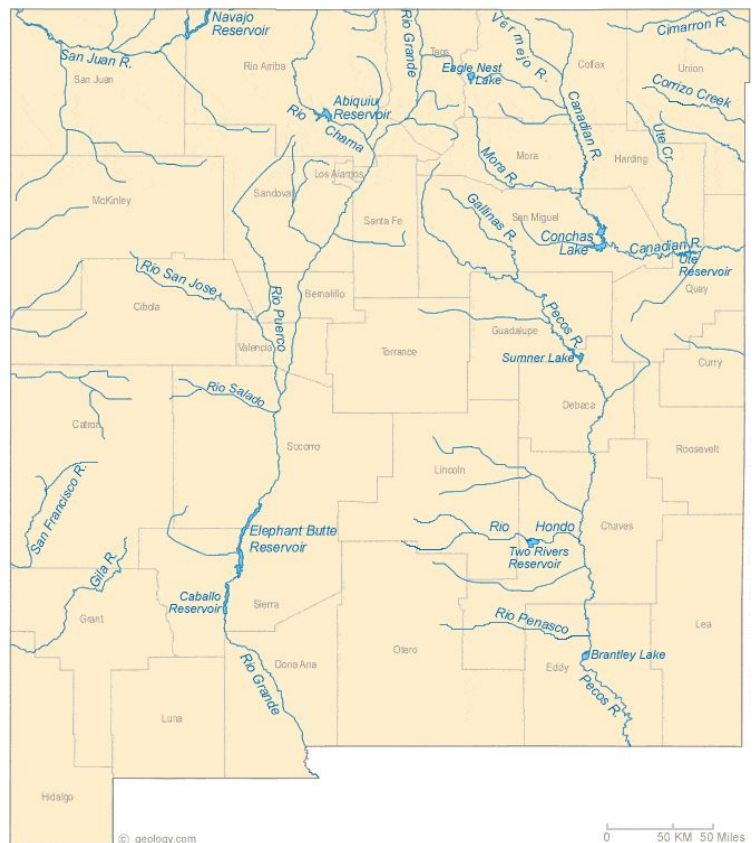 Navajo
Reservoir
San Juan R.
San Juan
Rio Arriba
Rio Grande
Taos
Vermejo R.
Eagle Nest
Lake
Colfax
Cimarron R.
Union
Corrizo Creek
Abiquiu
Reservoir
Rio
Chama
Canadian R.
Ute Cr.
Mora
Mora R.
Harding
Los Alamos
Sandoval
McKinley
Santa Fe
Gallinas R.
San Miguel
Conchas
Lake
Canadian R.
Ute
Reservoir
Quay
Rio San Jose
Cibola
Rio Puerco
Bernalillo
Valencia
Torrance
Guadalupe
Pecos R.
Sumner Lake
Curry
Debaca
Roosevelt
Rio Salado
Catron
Socorro
Lincoln
San Francisco R.
Gila R.
Elephant Butte
Reservoir
Rio Hondo
Two Rivers
Reservoir
Chaves
Caballo
Reservoir
Sierra
Grant
Rio Penasco
Lea
Otero
Brantley Lake
Eddy
Pecos R.
Dona Ana
Rio Grande
Luna
Hidalgo
© geology.com
0 50 KM 50 Miles